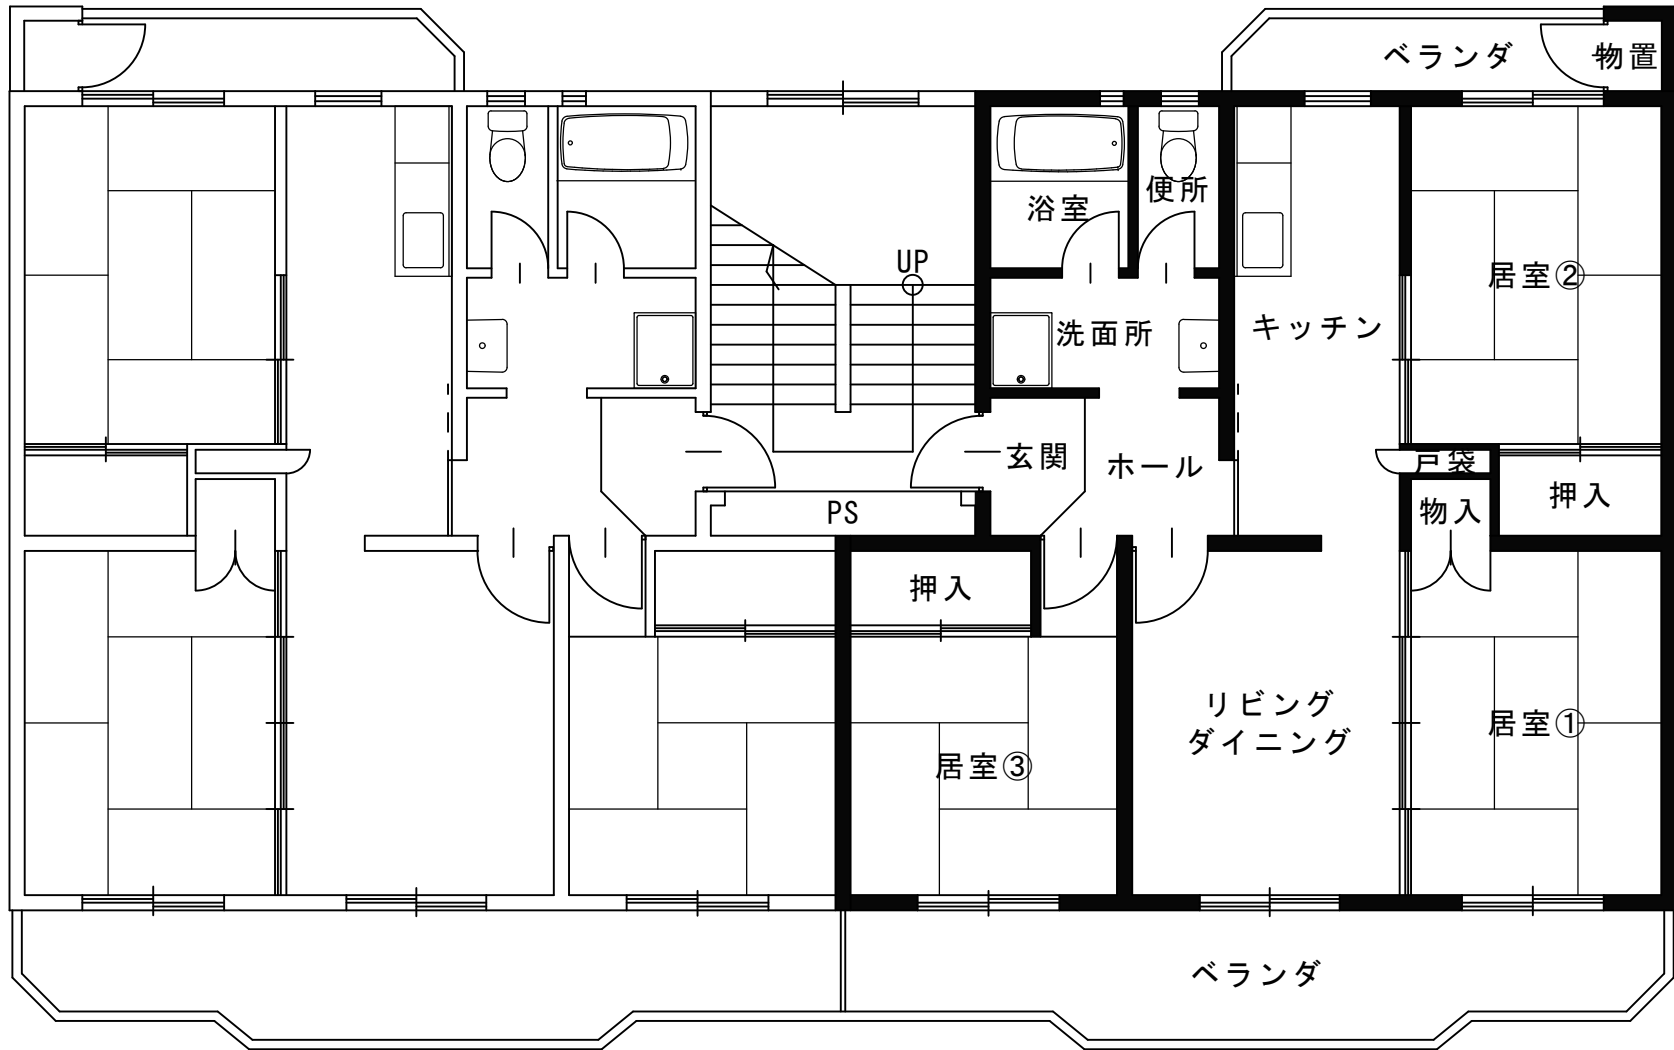 ベランダ
物置
浴室
便所
UP
居室②
洗面所
キッチン
玄関
ホール
戸袋
押入
物入
PS
押入
リビング
ダイニング
居室①
居室③
ベランダ